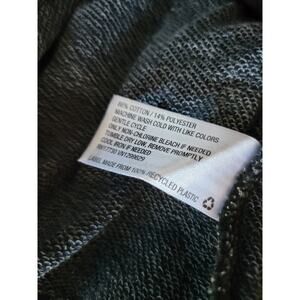 COTTON / 14% POLYESTER
MACHINE WASH COLD WITH LIKE COLORS
GENTLE CYCLE
ONLY NON-CHLORINE BLEACH IF NEEDED
TUMBLE DRY LOW, REMOVE PROMPTLY
COOL IRON IF NEEDED
LABEL MADE FROM 100% RECYCLED PLASTIC